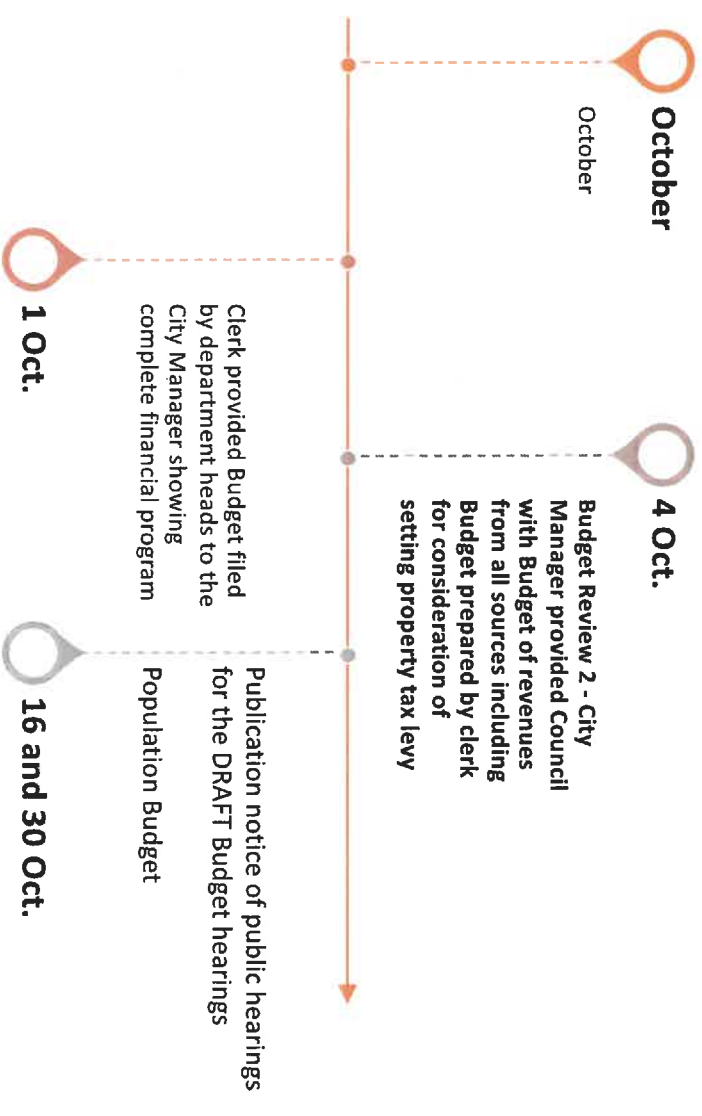 October
October
1 Oct.
Clerk provided Budget filed
by department heads to the
City Manager showing
complete financial program
4 Oct.
Budget Review 2 - City
Manager provided Council
with Budget of revenues
from all sources including
Budget prepared by clerk
for consideration of
setting property tax levy
16 and 30 Oct.
Publication notice of public hearings
for the DRAFT Budget hearings
Population Budget